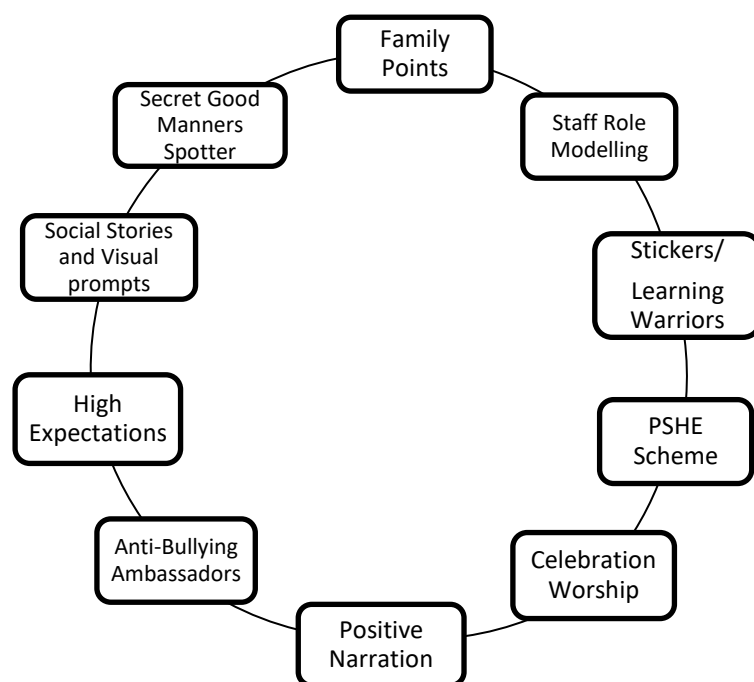 Family
Points
Staff Role
Modelling
Stickers/
Learning
Warriors
PSHE
Scheme
Celebration
Worship
Positive
Narration
Anti-Bullying
Ambassadors
High
Expectations
Social Stories
and Visual
prompts
Secret Good
Manners
Spotter